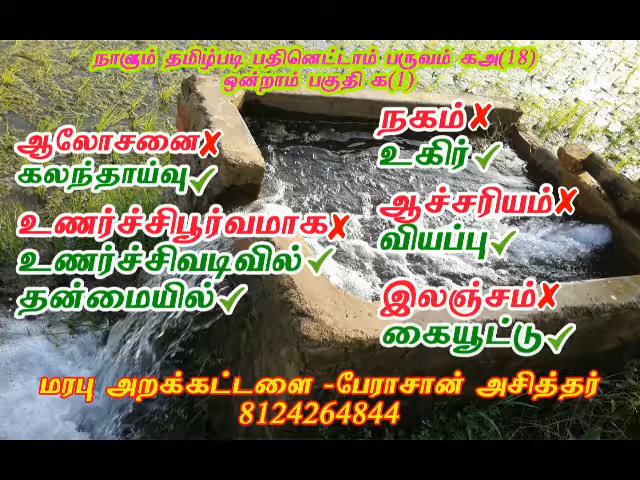 நாளும் தமிழ்படி பதினெட்டாம் பருவம் கஅ(18)
ஒன்றாம் பகுதி க(1)
ஆலோசனை✗
கலந்தாய்வு✓
உணர்ச்சிபூர்வமாக✗
உணர்ச்சிவடிவில்✓
தன்மையில்✓
நகம்✗
உகிர்✓
ஆச்சரியம்✗
வியப்பு✓
இலஞ்சம்✗
கையூட்டு✓
மரபு அறக்கட்டளை -பேராசான் அசித்தர்
8124264844